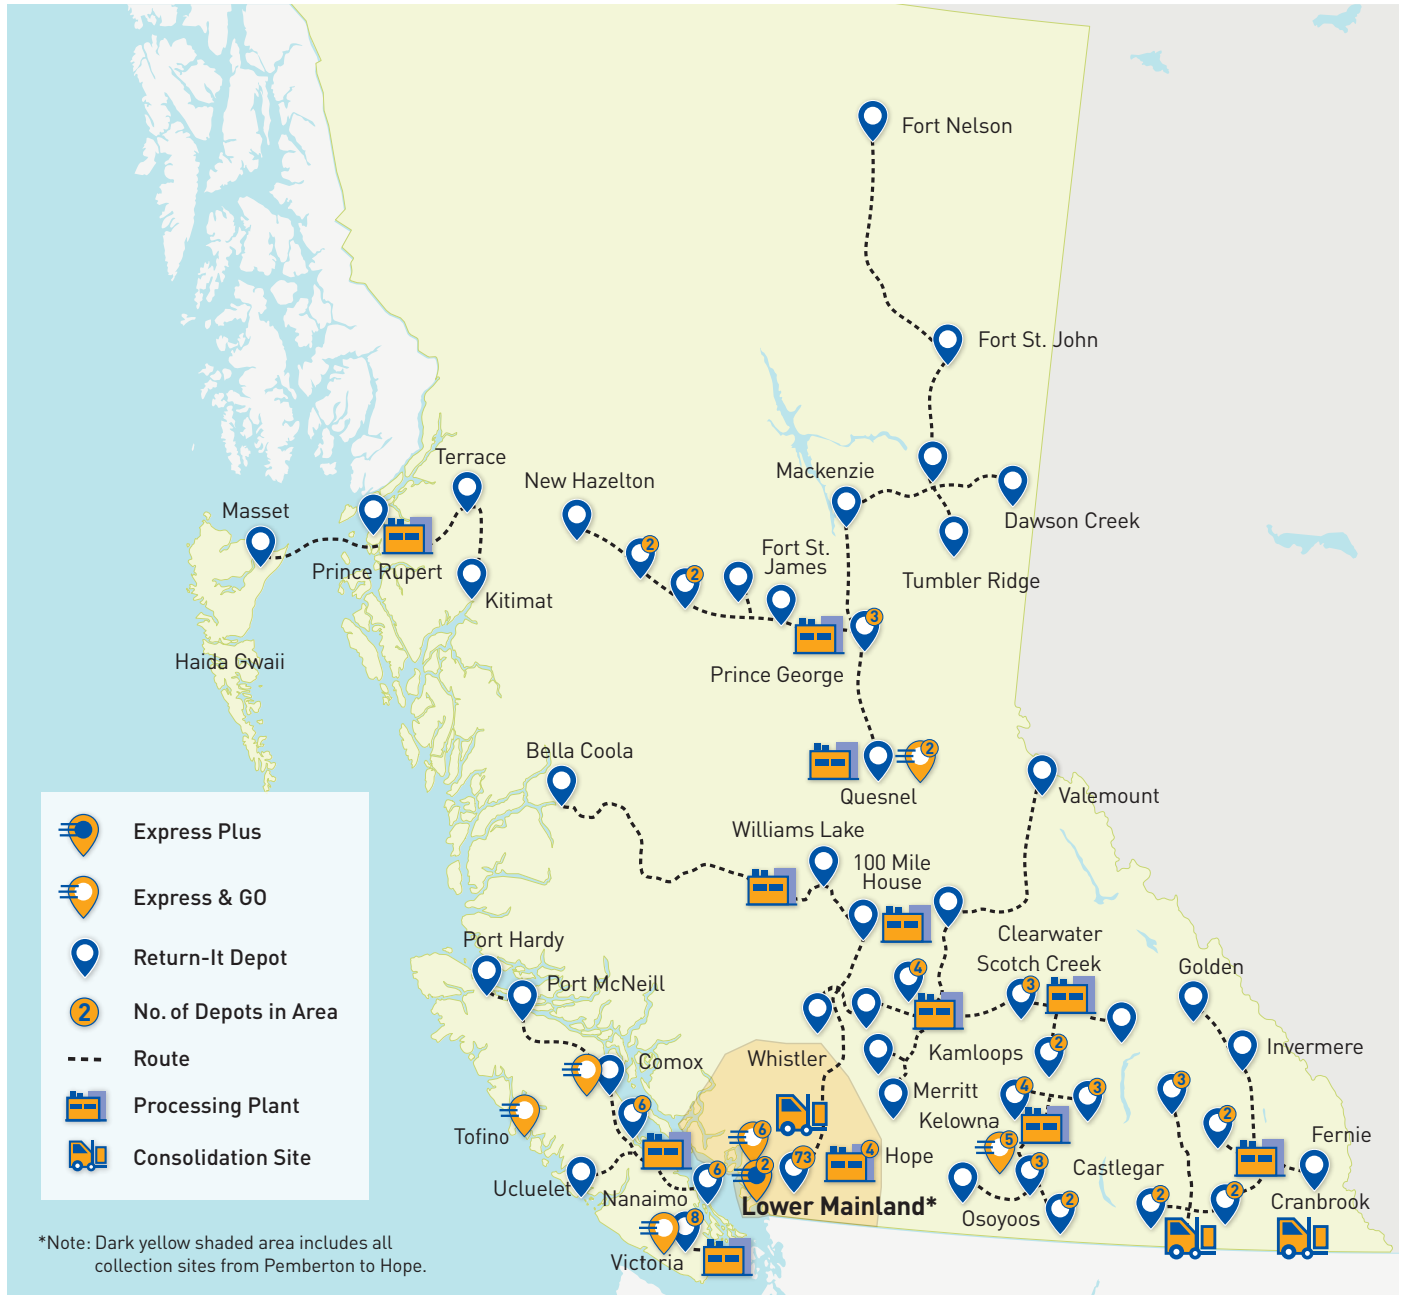 Fort Nelson
Fort St. John
Terrace
New Hazelton
Mackenzie
Masset
Dawson Creek
2
Fort St.
James
Prince Rupert
2
Tumbler Ridge
Kitimat
3
Haida Gwaii
Prince George
Bella Coola
2
Quesnel
Valemount
Williams Lake
100 Mile
House
Clearwater
Port Hardy
Scotch Creek
Golden
4
Port McNeill
3
Kamloops
2
Invermere
Comox
Whistler
Merritt
4
3
3
Kelowna
6
2
Tofino
6
5
Fernie
73
4
Hope
2
6
3
Castlegar
Ucluelet
Nanaimo
Lower Mainland*
Osoyoos
2
2
2
Cranbrook
8
Victoria
Express Plus
Express & GO
Return-It Depot
2 No. of Depots in Area
Route
Processing Plant
Consolidation Site
*Note: Dark yellow shaded area includes all
collection sites from Pemberton to Hope.